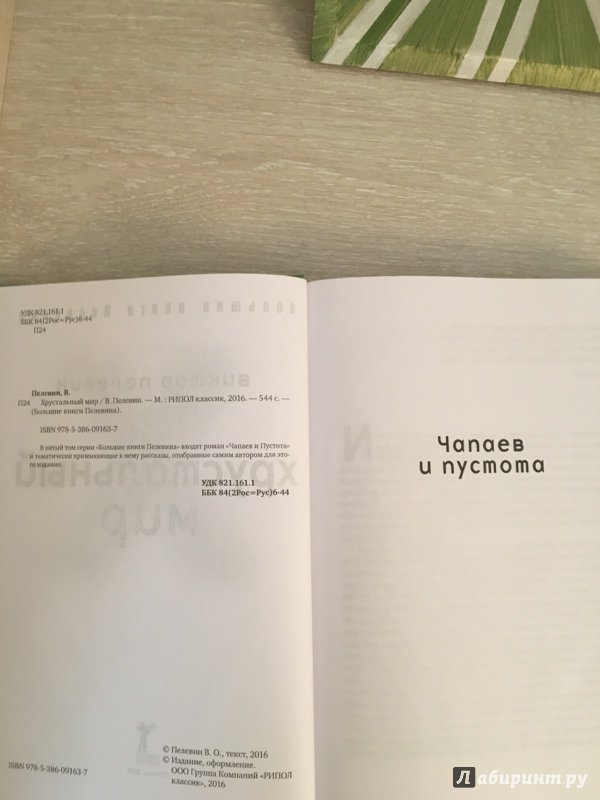 УДК 821.161.1
ББК 84(2Рос=Рус)6-44
П24
Пелевин, В.
П24 Хрустальный мир / В. Пелевин. — М. : РИПОЛ классик, 2016. — 544 с. —
(Большие книги Пелевина).
ISBN 978-5-386-09163-7
В пятый том серии «Большие книги Пелевина» входят роман «Чапаев и Пустота»
и тематически примыкающие к нему рассказы, отобранные самим автором для это-
го издания.
УДК 821.161.1
ББК 84(2Рос=Рус)6-44
© Пелевин В. О., текст, 2016
© Издание, оформление.
ООО Группа Компаний «РИПОЛ
классик», 2016
ISBN 978-5-386-09163-7
Чапаев
и пустота
Лабиринт.ру